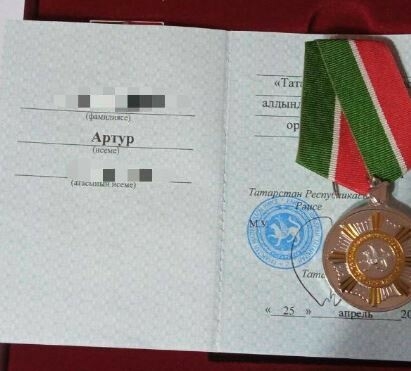 (фамилиясе)
Артур
(исеме)
(атасының исеме)
«Тата
алдынд
ор
Татарстан Республикасы
Рәисе
М.У.
Тата
« 25 » апрель 20